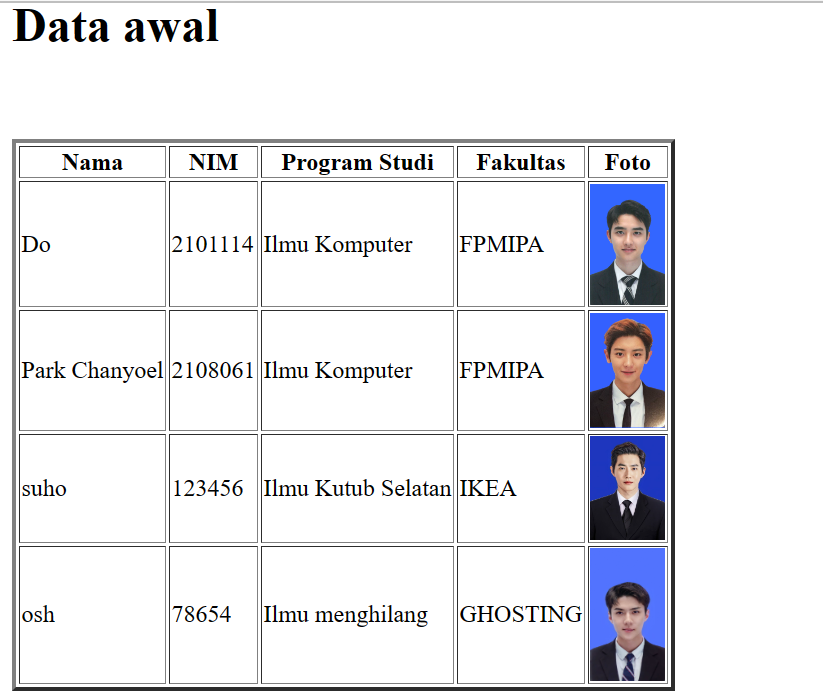 Data awal
Nama NIM Program Studi Fakultas Foto
Do 2101114 Ilmu Komputer FPMIPA
Park Chanyoel 2108061 Ilmu Komputer FPMIPA
suho 123456 Ilmu Kutub Selatan IKEA
osh 78654 Ilmu menghilang GHOSTING